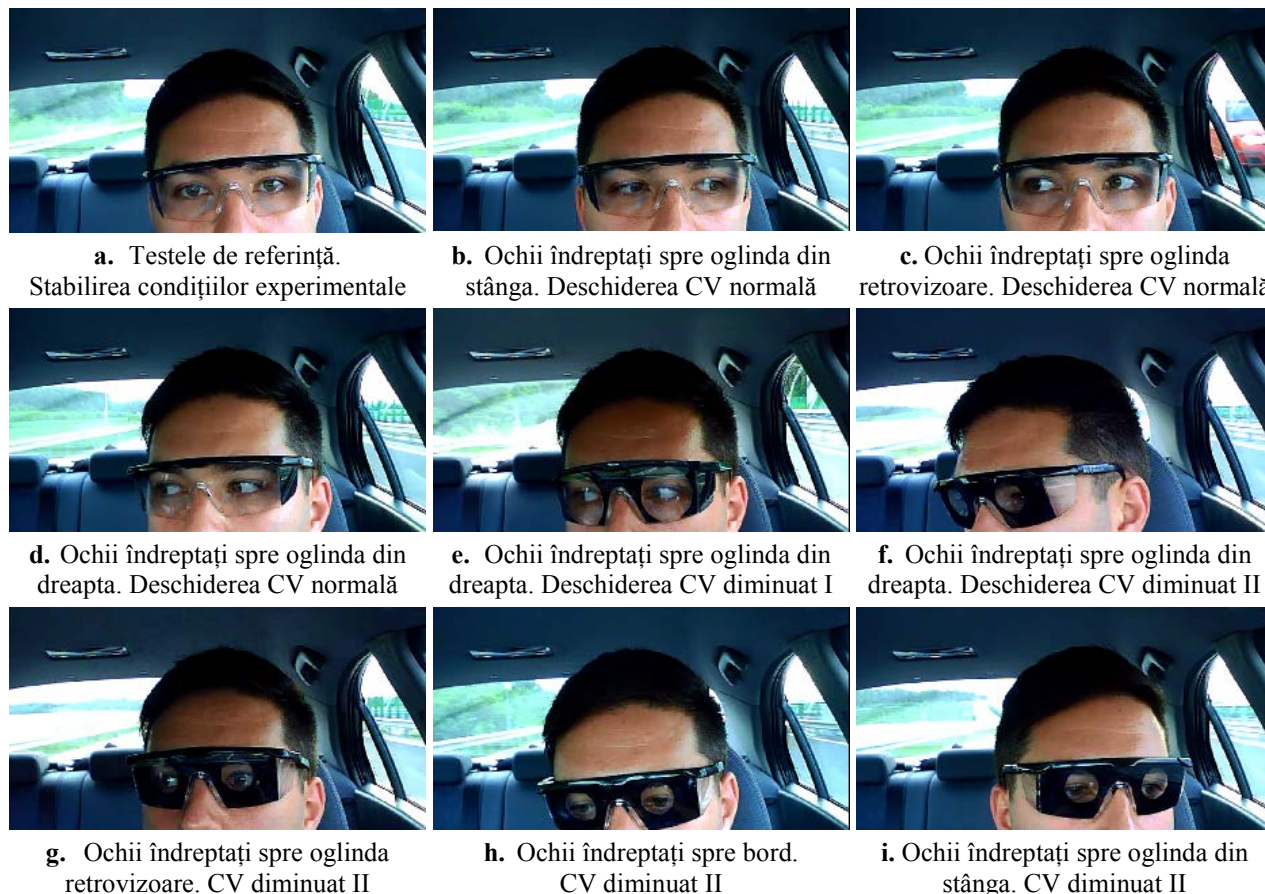 a. Testele de referință.
Stabilirea condițiilor experimentale
b. Ochii îndreptați spre oglinda din
stânga. Deschiderea CV normală
c. Ochii îndreptați spre oglinda
retrovizoare. Deschiderea CV normală
d. Ochii îndreptați spre oglinda din
dreapta. Deschiderea CV normală
e. Ochii îndreptați spre oglinda din
dreapta. Deschiderea CV diminuat I
f. Ochii îndreptați spre oglinda din
dreapta. Deschiderea CV diminuat II
g. Ochii îndreptați spre oglinda
retrovizoare. CV diminuat II
h. Ochii îndreptați spre bord.
CV diminuat II
i. Ochii îndreptați spre oglinda din
stânga. CV diminuat II